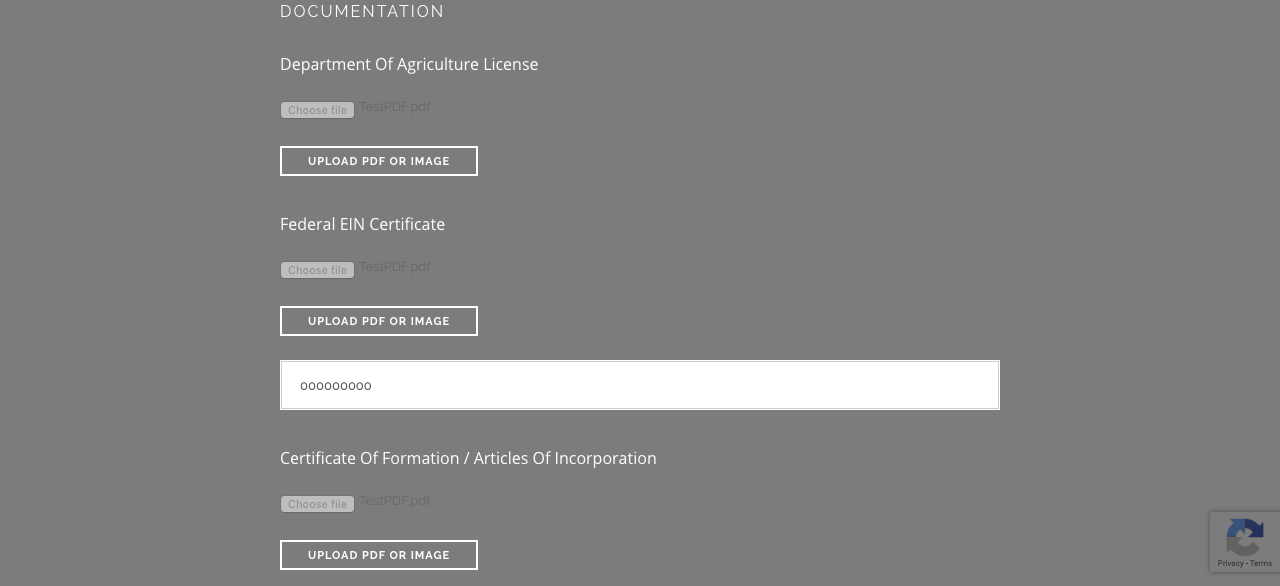 DOCUMENTATION
Department Of Agriculture License
Choose file TestPDF.pdf
UPLOAD PDF OR IMAGE
Federal EIN Certificate
Choose file TestPDF.pdf
UPLOAD PDF OR IMAGE
000000000
Certificate Of Formation / Articles Of Incorporation
Choose file TestPDF.pdf
UPLOAD PDF OR IMAGE
Privacy - Terms